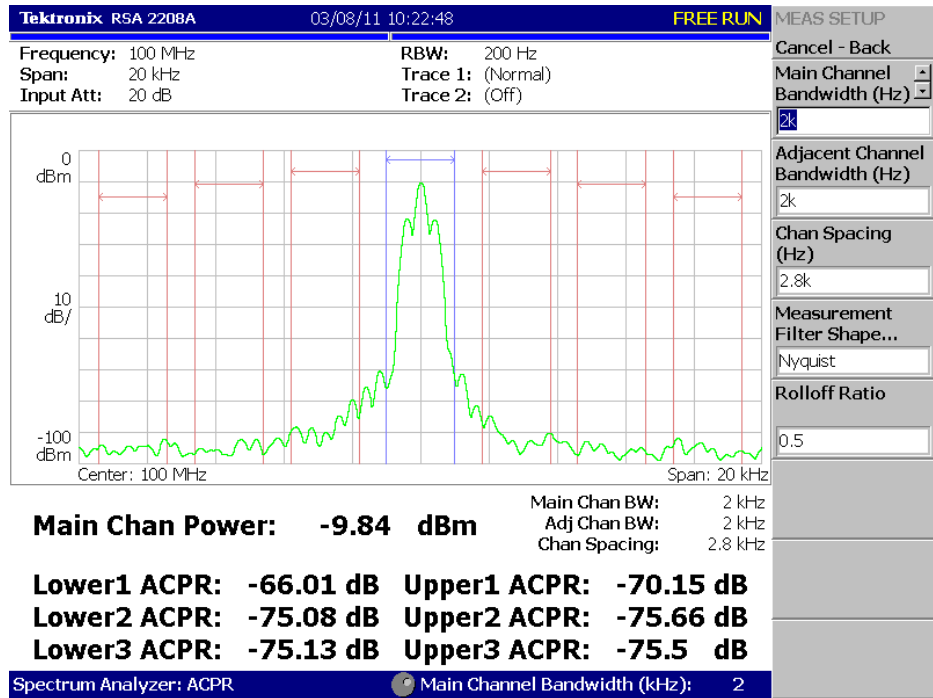 Tektronix RSA 2208A 03/08/11 10:22:48 FREE RUN
Frequency: 100 MHz RBW: 200 Hz
Span: 20 kHz Trace 1: (Normal)
Input Att: 20 dB Trace 2: (Off)
0
dBm
10
dB/
-100
dBm
Center: 100 MHz Span: 20 kHz
Main Chan Power: -9.84 dBm
Main Chan BW: 2 kHz
Adj Chan BW: 2 kHz
Chan Spacing: 2.8 kHz
Lower1 ACPR: -66.01 dB Upper1 ACPR: -70.15 dB
Lower2 ACPR: -75.08 dB Upper2 ACPR: -75.66 dB
Lower3 ACPR: -75.13 dB Upper3 ACPR: -75.5 dB
Spectrum Analyzer: ACPR Main Channel Bandwidth (kHz): 2
MEAS SETUP
Cancel - Back
Main Channel
Bandwidth (Hz)
2k
Adjacent Channel
Bandwidth (Hz)
2k
Chan Spacing
(Hz)
2.8k
Measurement
Filter Shape...
Nyquist
Rolloff Ratio
0.5